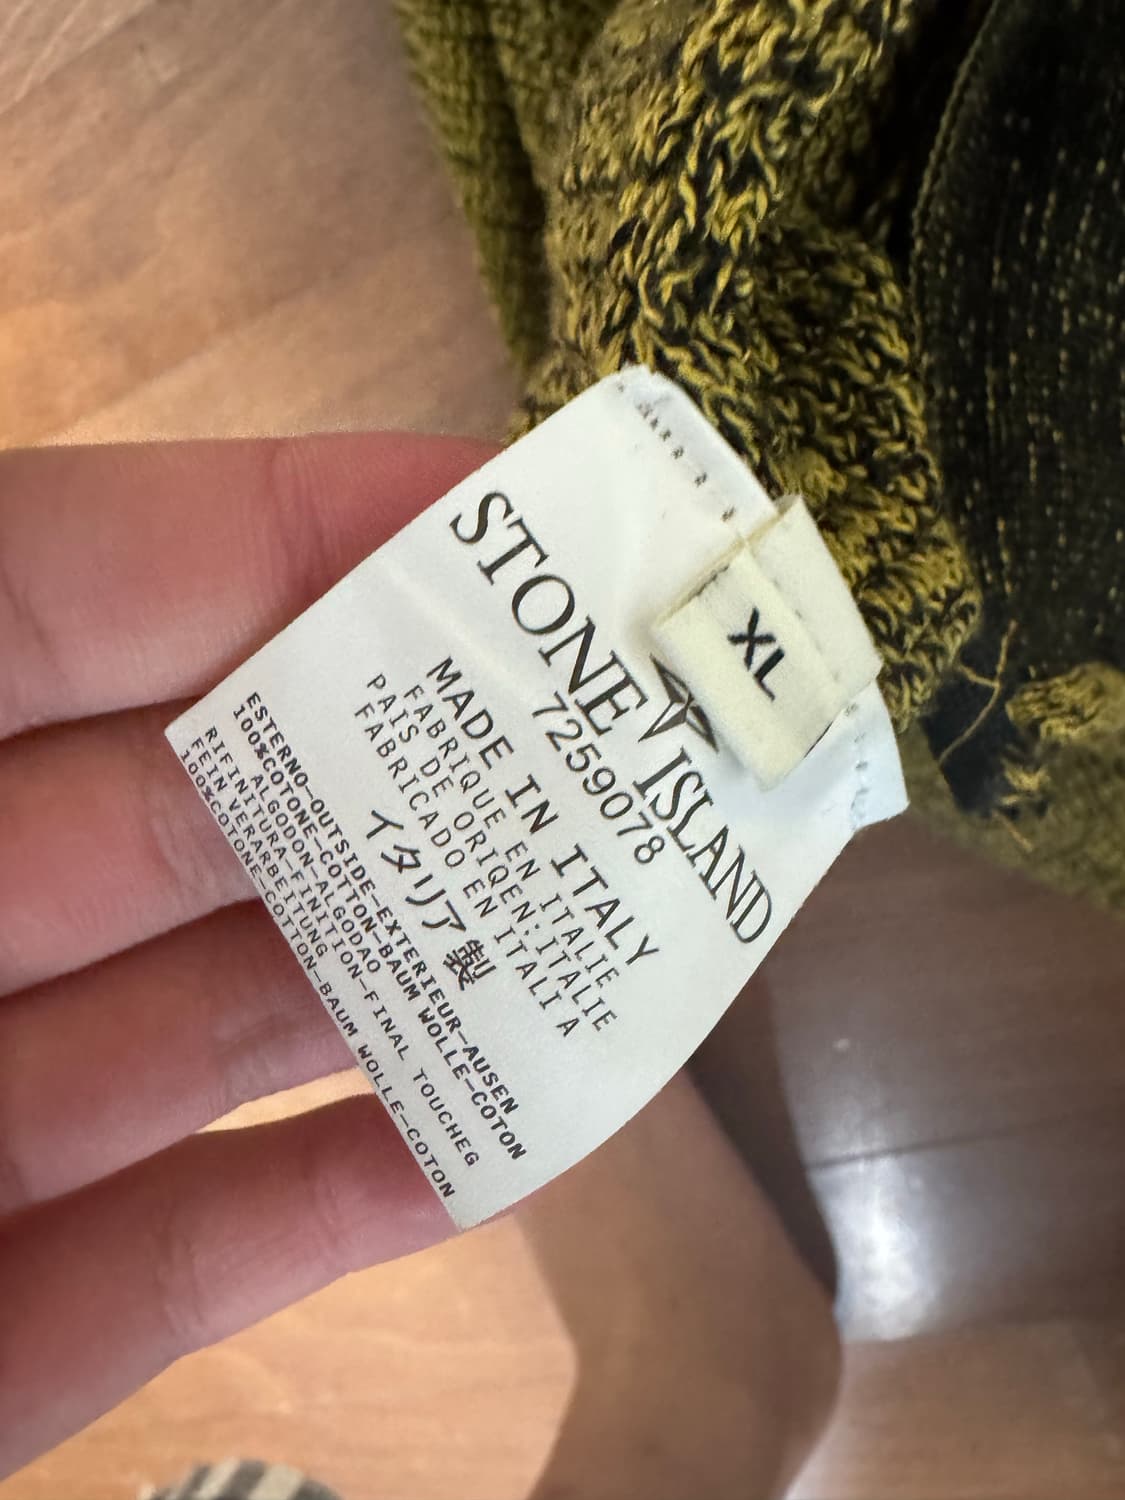 STONE ISLAND
XL
7259078
MADE IN ITALY
FABRIQUE EN ITALIE
PAIS DE ORIQEN:ITALIE
FABRICADO EN ITALI A
イタリア製
ESTERNO—OUTSIDE—EXTERIEUR—AUSEN
100%COTONE—COTTON—BAUM WOLLE—COTON
ALGODON—ALGODAO
RIFINITURA—FINITION—FINAL TOUCHEG
FEIN VERARBEITUNG
100%COTONE—COTTON—BAUM WOLLE—COTON